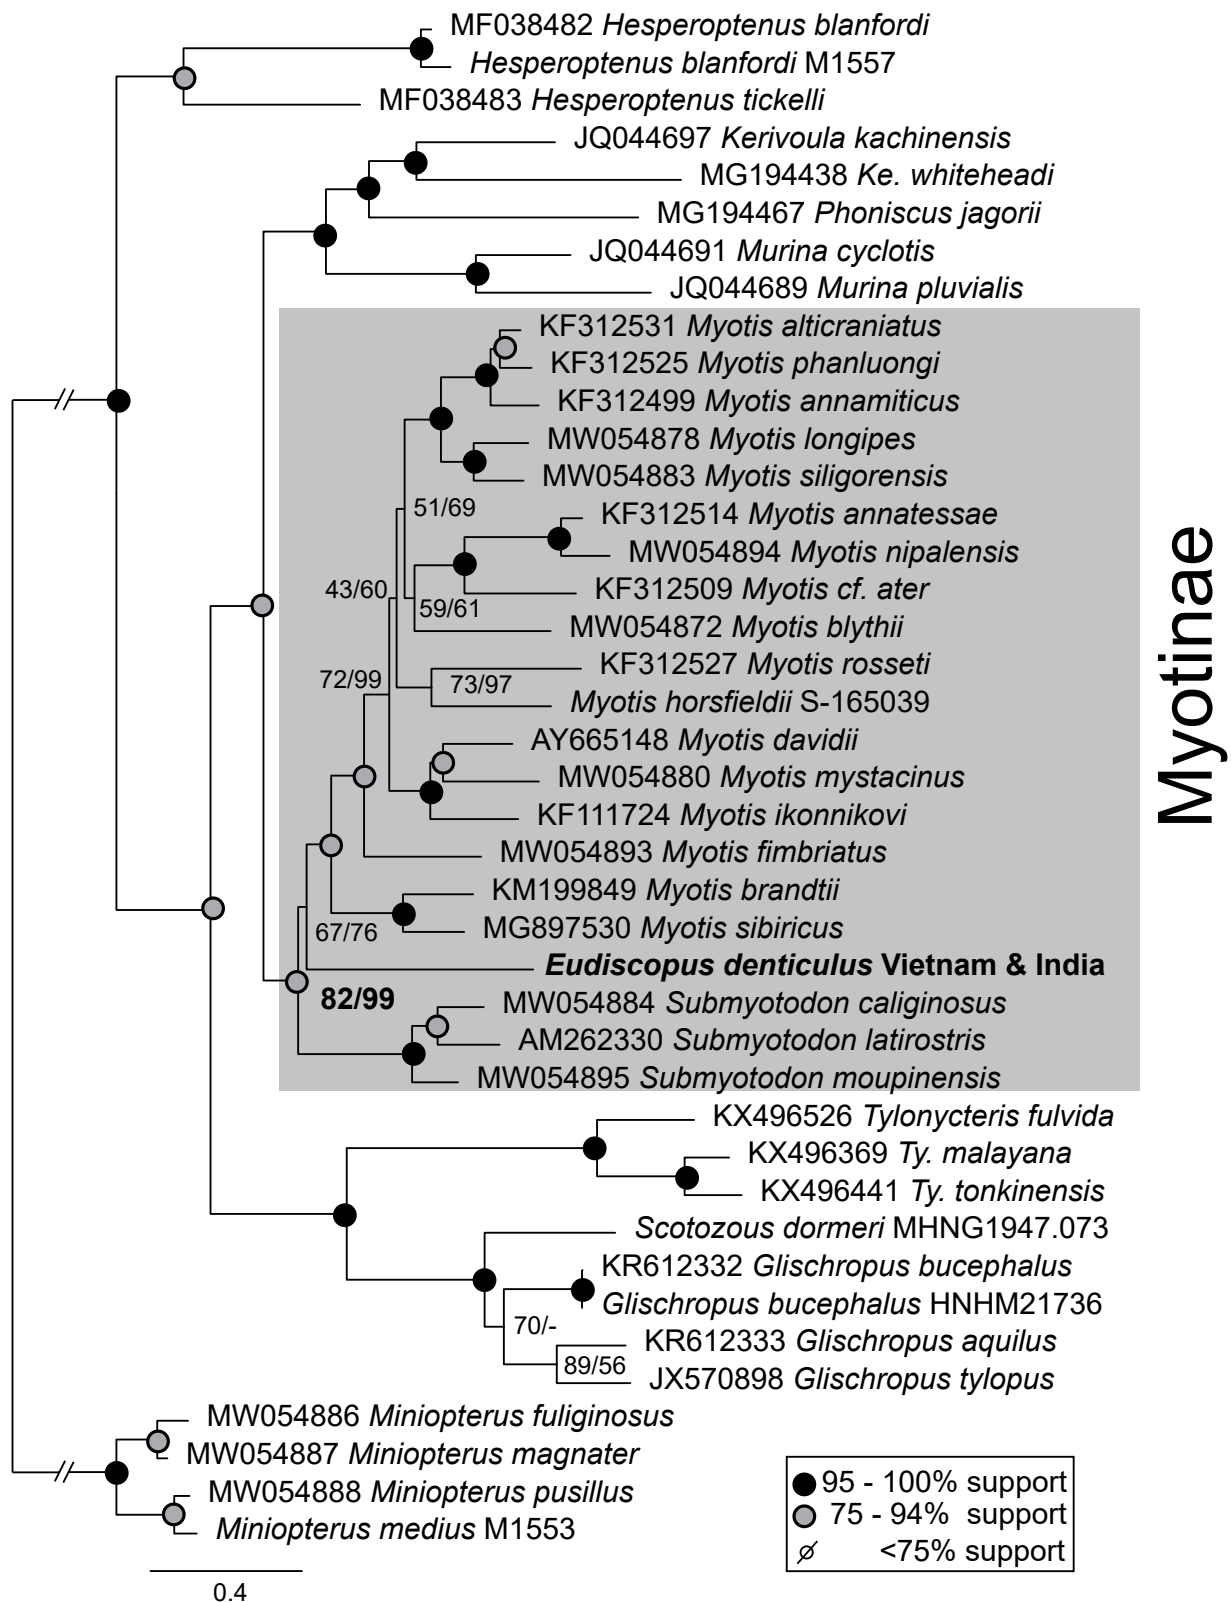 MF038482 Hesperoptenus blanfordi
Hesperoptenus blanfordi M1557
MF038483 Hesperoptenus tickelli
JQ044697 Kerivoula kachinensis
MG194438 Ke. whiteheadi
MG194467 Phoniscus jagorii
JQ044691 Murina cyclotis
JQ044689 Murina pluvialis
KF312531 Myotis alticraniatus
KF312525 Myotis phanluongi
KF312499 Myotis annamiticus
MW054878 Myotis longipes
MW054883 Myotis siligorensis
51/69
KF312514 Myotis annatessae
MW054894 Myotis nipalensis
43/60
KF312509 Myotis cf. ater
59/61
MW054872 Myotis blythii
KF312527 Myotis rosseti
72/99
73/97
Myotis horsfieldii S-165039
AY665148 Myotis davidii
MW054880 Myotis mystacinus
KF111724 Myotis ikonnikovi
MW054893 Myotis fimbriatus
KM199849 Myotis brandtii
MG897530 Myotis sibiricus
67/76
Eudiscopus denticulus Vietnam & India
82/99
MW054884 Submyotodon caliginosus
AM262330 Submyotodon latirostris
MW054895 Submyotodon moupinensis
Myotinae
KX496526 Tylonycteris fulvida
KX496369 Ty. malayana
KX496441 Ty. tonkinensis
Scotozous dormeri MHNG1947.073
KR612332 Glischropus bucephalus
Glischropus bucephalus HNHM21736
70/-
KR612333 Glischropus aquilus
89/56
JX570898 Glischropus tylopus
MW054886 Miniopterus fuliginosus
MW054887 Miniopterus magnater
MW054888 Miniopterus pusillus
Miniopterus medius M1553
0.4
95 - 100% support
75 - 94% support
<75% support